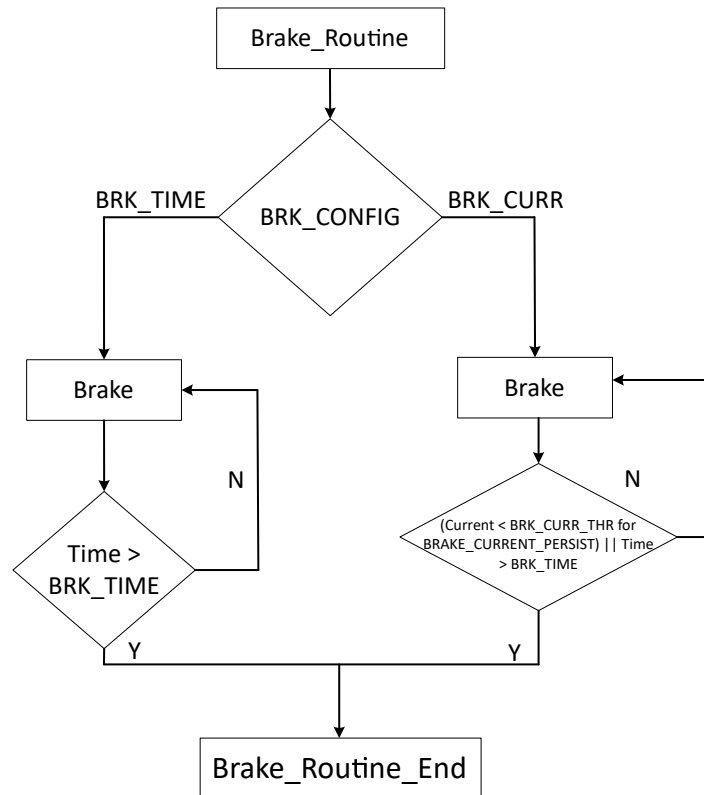 Brake_Routine
BRK_TIME
BRK_CONFIG
BRK_CURR
Brake
Brake
N
N
Time >
BRK_TIME
(Current < BRK_CURR_THR for
BRAKE_CURRENT_PERSIST) || Time
> BRK_TIME
Y
Y
Brake_Routine_End